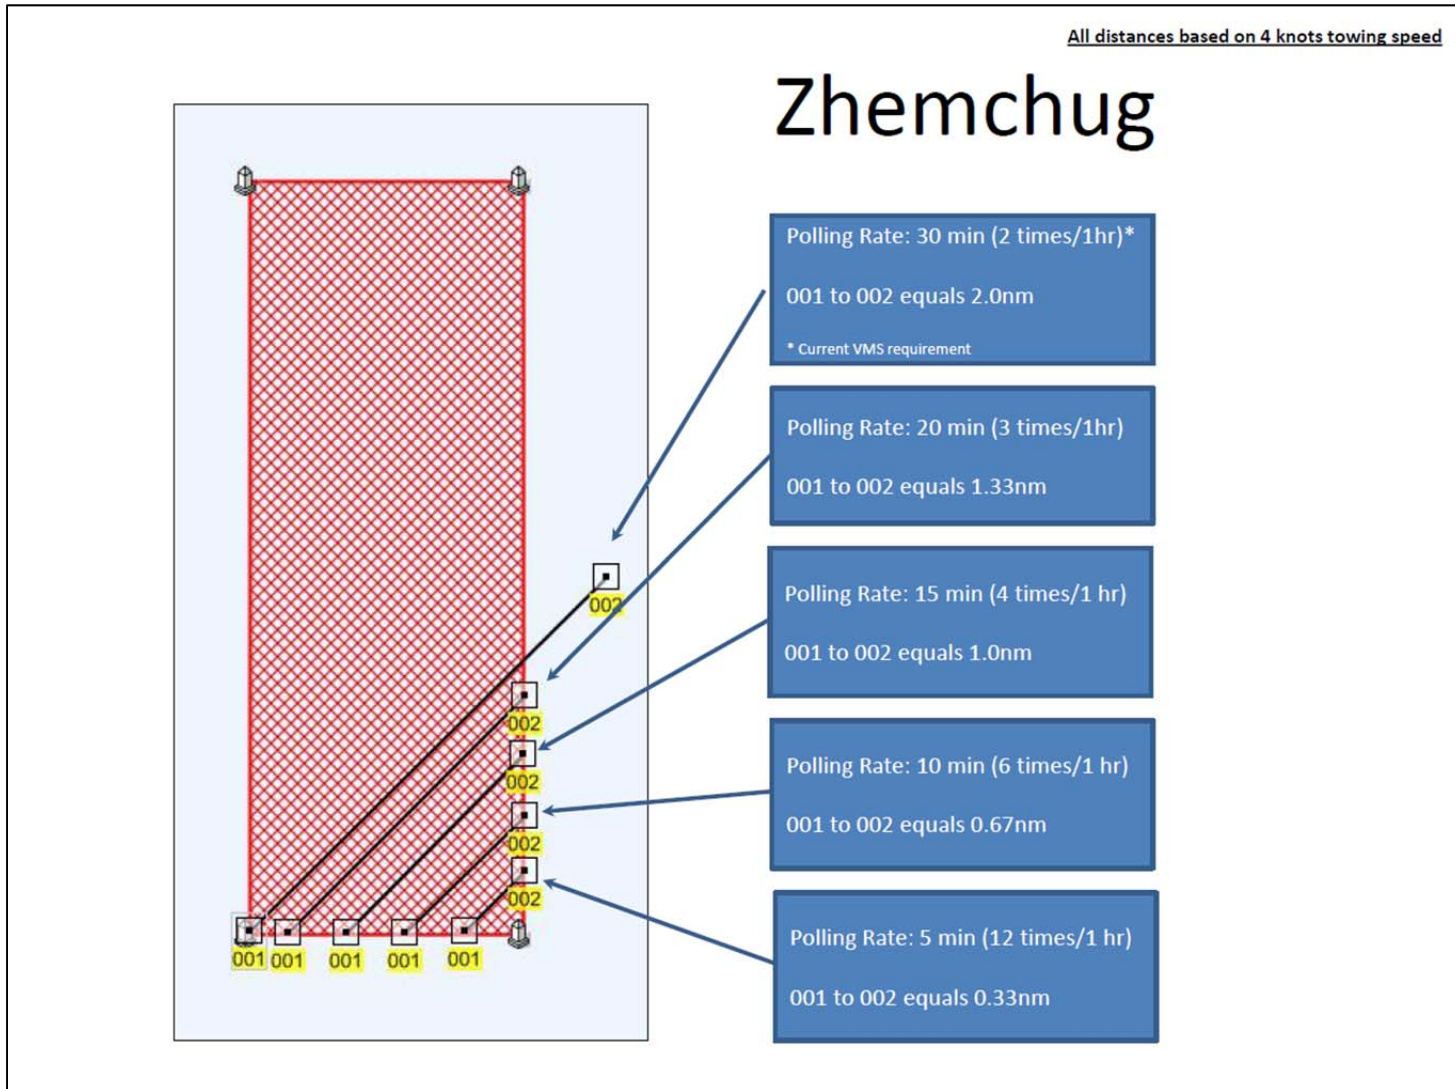 All distances based on 4 knots towing speed
Zhemchug
Polling Rate: 30 min (2 times/1hr)*
001 to 002 equals 2.0nm
* Current VMS requirement
Polling Rate: 20 min (3 times/1hr)
001 to 002 equals 1.33nm
Polling Rate: 15 min (4 times/1 hr)
001 to 002 equals 1.0nm
Polling Rate: 10 min (6 times/1 hr)
001 to 002 equals 0.67nm
Polling Rate: 5 min (12 times/1 hr)
001 to 002 equals 0.33nm
002
002
002
002
002
001 001 001 001 001